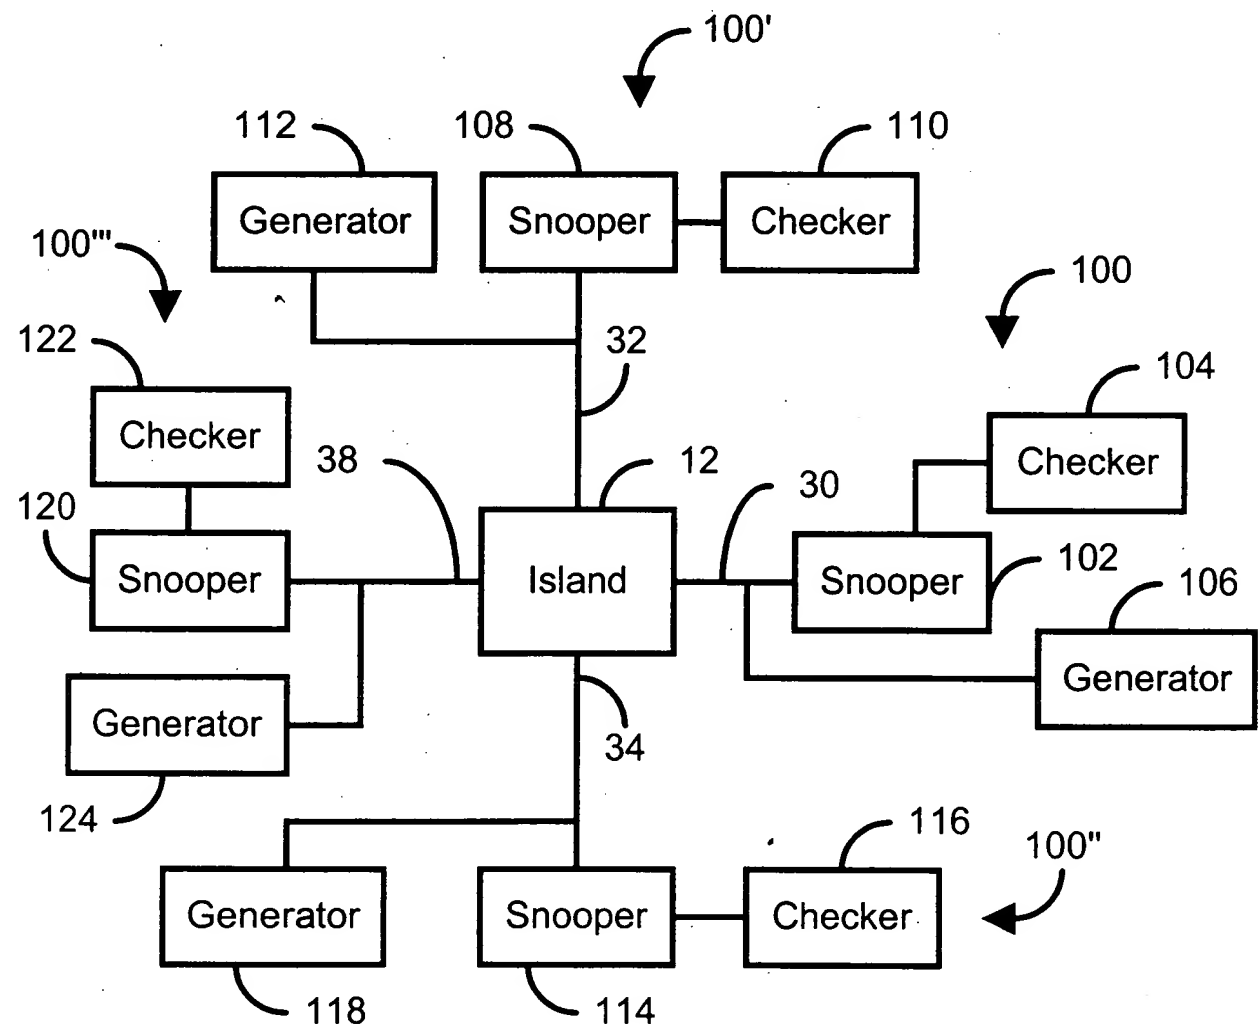 100'
112
108
110
Generator
Snooper
Checker
100'''
100
122
32
104
Checker
38
12
30
Checker
120
Snooper
Island
Snooper
102
106
Generator
Generator
34
124
116
100''
Generator
Snooper
Checker
118
114